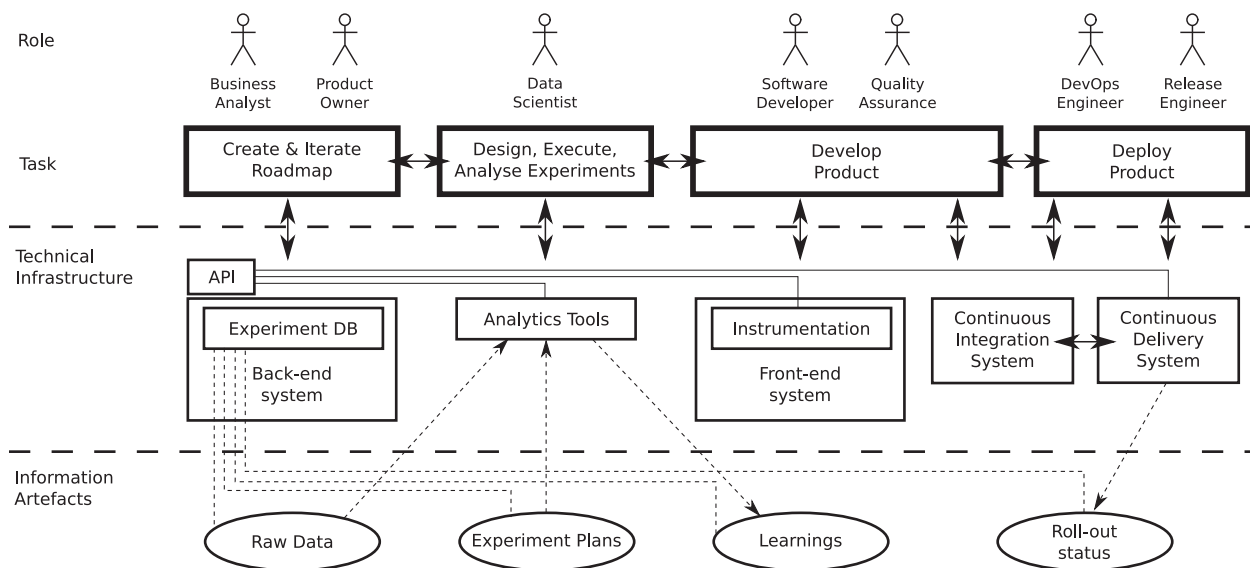 Role
Business
Analyst
Product
Owner
Data
Scientist
Software
Developer
Quality
Assurance
DevOps
Engineer
Release
Engineer
Task
Create & Iterate
Roadmap
Design, Execute,
Analyse Experiments
Develop
Product
Deploy
Product
Technical
Infrastructure
API
Experiment DB
Back-end
system
Analytics Tools
Instrumentation
Front-end
system
Continuous
Integration
System
Continuous
Delivery
System
Information
Artefacts
Raw Data
Experiment Plans
Learnings
Roll-out
status